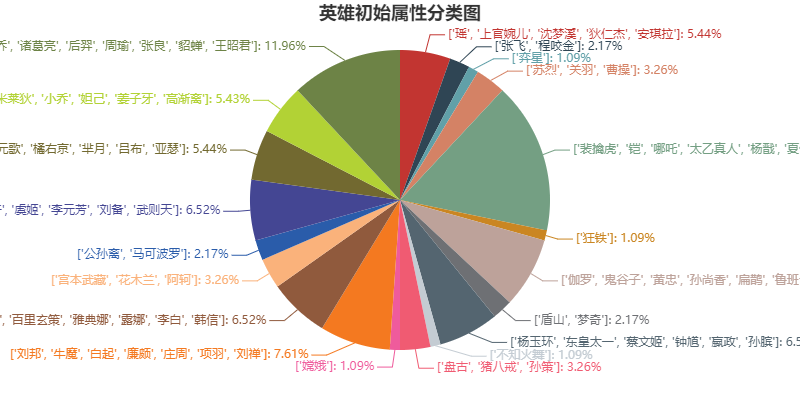 英雄初始属性分类图
['瑶', '上官婉儿', '沈梦溪', '狄仁杰', '安琪拉']: 5.44%
['张飞', '程咬金']: 2.17%
['弈星']: 1.09%
['苏烈', '关羽', '曹操']: 3.26%
['裴擒虎', '铠', '哪吒', '太乙真人', '杨戬', '夏
['狂铁']: 1.09%
['伽罗', '鬼谷子', '黄忠', '孙尚香', '扁鹊', '鲁班
['盾山', '梦奇']: 2.17%
['杨玉环', '东皇太一', '蔡文姬', '钟馗', '嬴政', '孙膑']: 6.5
['不知火舞']: 1.09%
['盘古', '猪八戒', '孙策']: 3.26%
['嫦娥']: 1.09%
['刘邦', '牛魔', '白起', '廉颇', '庄周', '项羽', '刘禅']: 7.61%
', '百里玄策', '雅典娜', '露娜', '李白', '韩信']: 6.52%
['宫本武藏', '花木兰', '阿轲']: 3.26%
['公孙离', '马可波罗']: 2.17%
', '虞姬', '李元芳', '刘备', '武则天']: 6.52%
元歌', '橘右京', '芈月', '吕布', '亚瑟']: 5.44%
米莱狄', '小乔', '妲己', '姜子牙', '高渐离']: 5.43%
乔', '诸葛亮', '后羿', '周瑜', '张良', '貂蝉', '王昭君']: 11.96%